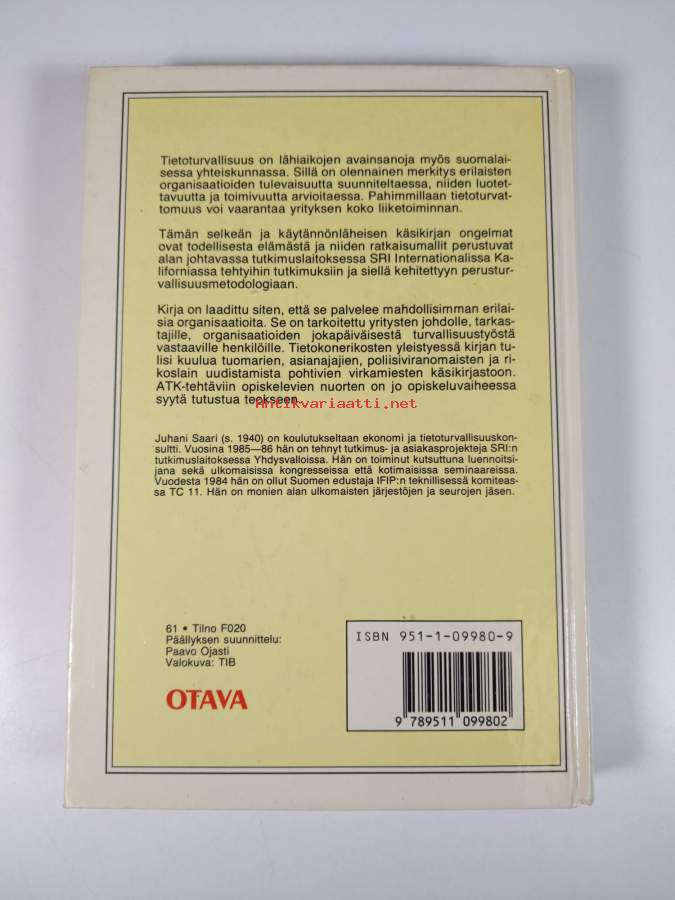 Tietoturvallisuus on lähiaikojen avainsanoja myös suomalai-
sessa yhteiskunnassa. Sillä on olennainen merkitys erilaisten
organisaatioiden tulevaisuutta suunniteltaessa, niiden luotet-
tavuutta ja toimivuutta arvioitaessa. Pahimmillaan tietoturvat-
tomuus voi vaarantaa yrityksen koko liiketoiminnan.
Tämän selkeän ja käytännönläheisen käsikirjan ongelmat
ovat todellisesta elämästä ja niiden ratkaisumallit perustuvat
alan johtavassa tutkimuslaitoksessa SRI Internationalissa Ka-
liforniassa tehtyihin tutkimuksiin ja siellä kehitettyyn perustur-
vallisuusmetodologiaan.
Kirja on laadittu siten, että se palvelee mahdollisimman erilai-
sia organisaatioita. Se on tarkoitettu yritysten johdolle, tarkas-
tajille, organisaatioiden jokapäiväisestä turvallisuustyöstä
vastaaville henkilöille. Tietokonerikosten yleistyessä kirjan tu-
lisi kuulua tuomarien, asianajajien, poliisiviranomaisten ja ri-
koslain uudistamista pohtivien virkamiesten käsikirjastoon.
ATK-tehtäviin opiskelevien nuorten on jo opiskeluvaiheessa
syytä tutustua teokseen.
Antikvariaatti.net
Juhani Saari (s. 1940) on koulutukseltaan ekonomi ja tietoturvallisuuskon-
sultti. Vuosina 1985—86 hän on tehnyt tutkimus- ja asiakasprojekteja SRI:n
tutkimuslaitoksessa Yhdysvalloissa. Hän on toiminut kutsuttuna luennoitsi-
jana sekä ulkomaisissa kongresseissa että kotimaisissa seminaareissa.
Vuodesta 1984 hän on ollut Suomen edustaja IFIP:n teknillisessä komiteas-
sa TC 11. Hän on monien alan ulkomaisten järjestöjen ja seurojen jäsen.
61 • Tilno F020
Päällyksen suunnittelu:
Paavo Ojasti
Valokuva: TIB
OTAVA
ISBN 951-1-09980-9
9 789511 099802